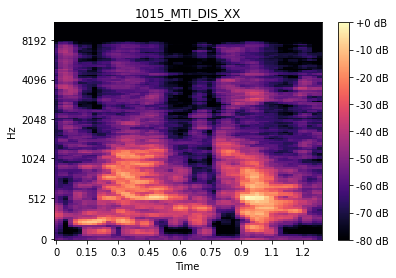 1015_MTI_DIS_XX
Hz
8192
4096
2048
1024
512
0
0 0.15 0.3 0.45 0.6 0.75 0.9 1.1 1.2
Time
+0 dB
-10 dB
-20 dB
-30 dB
-40 dB
-50 dB
-60 dB
-70 dB
-80 dB